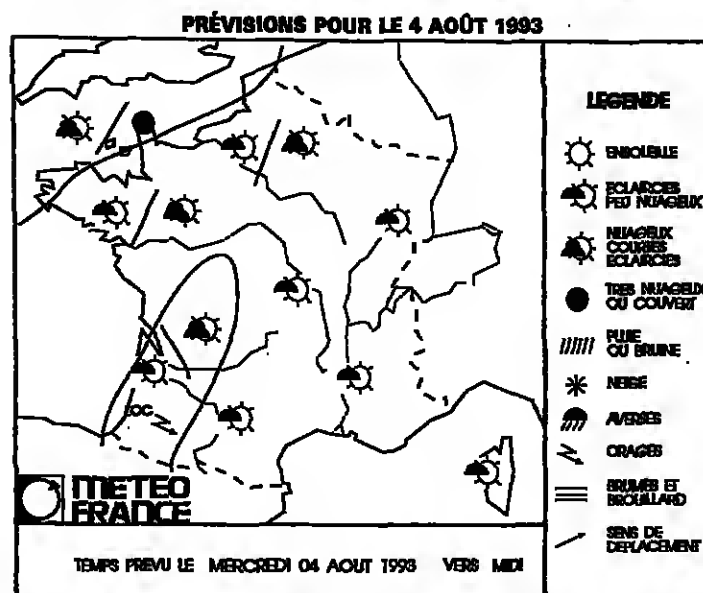 PRÉVISIONS POUR LE 4 AOÛT 1993
LEGENDE
ENSOLEILLE
ECLAIRCIES
PEU NUAGEUX
NUAGEUX
COURTES
ECLAIRCIES
TRES NUAGEUX
OU COUVERT
PLUIE
OU BRUINE
NEIGE
AVERSES
ORAGES
BRUMES ET
BROUILLARD
SENS DE
DEPLACEMENT
METEO
FRANCE
TEMPS PREVU LE MERCREDI 04 AOUT 1993 VERS MIDI